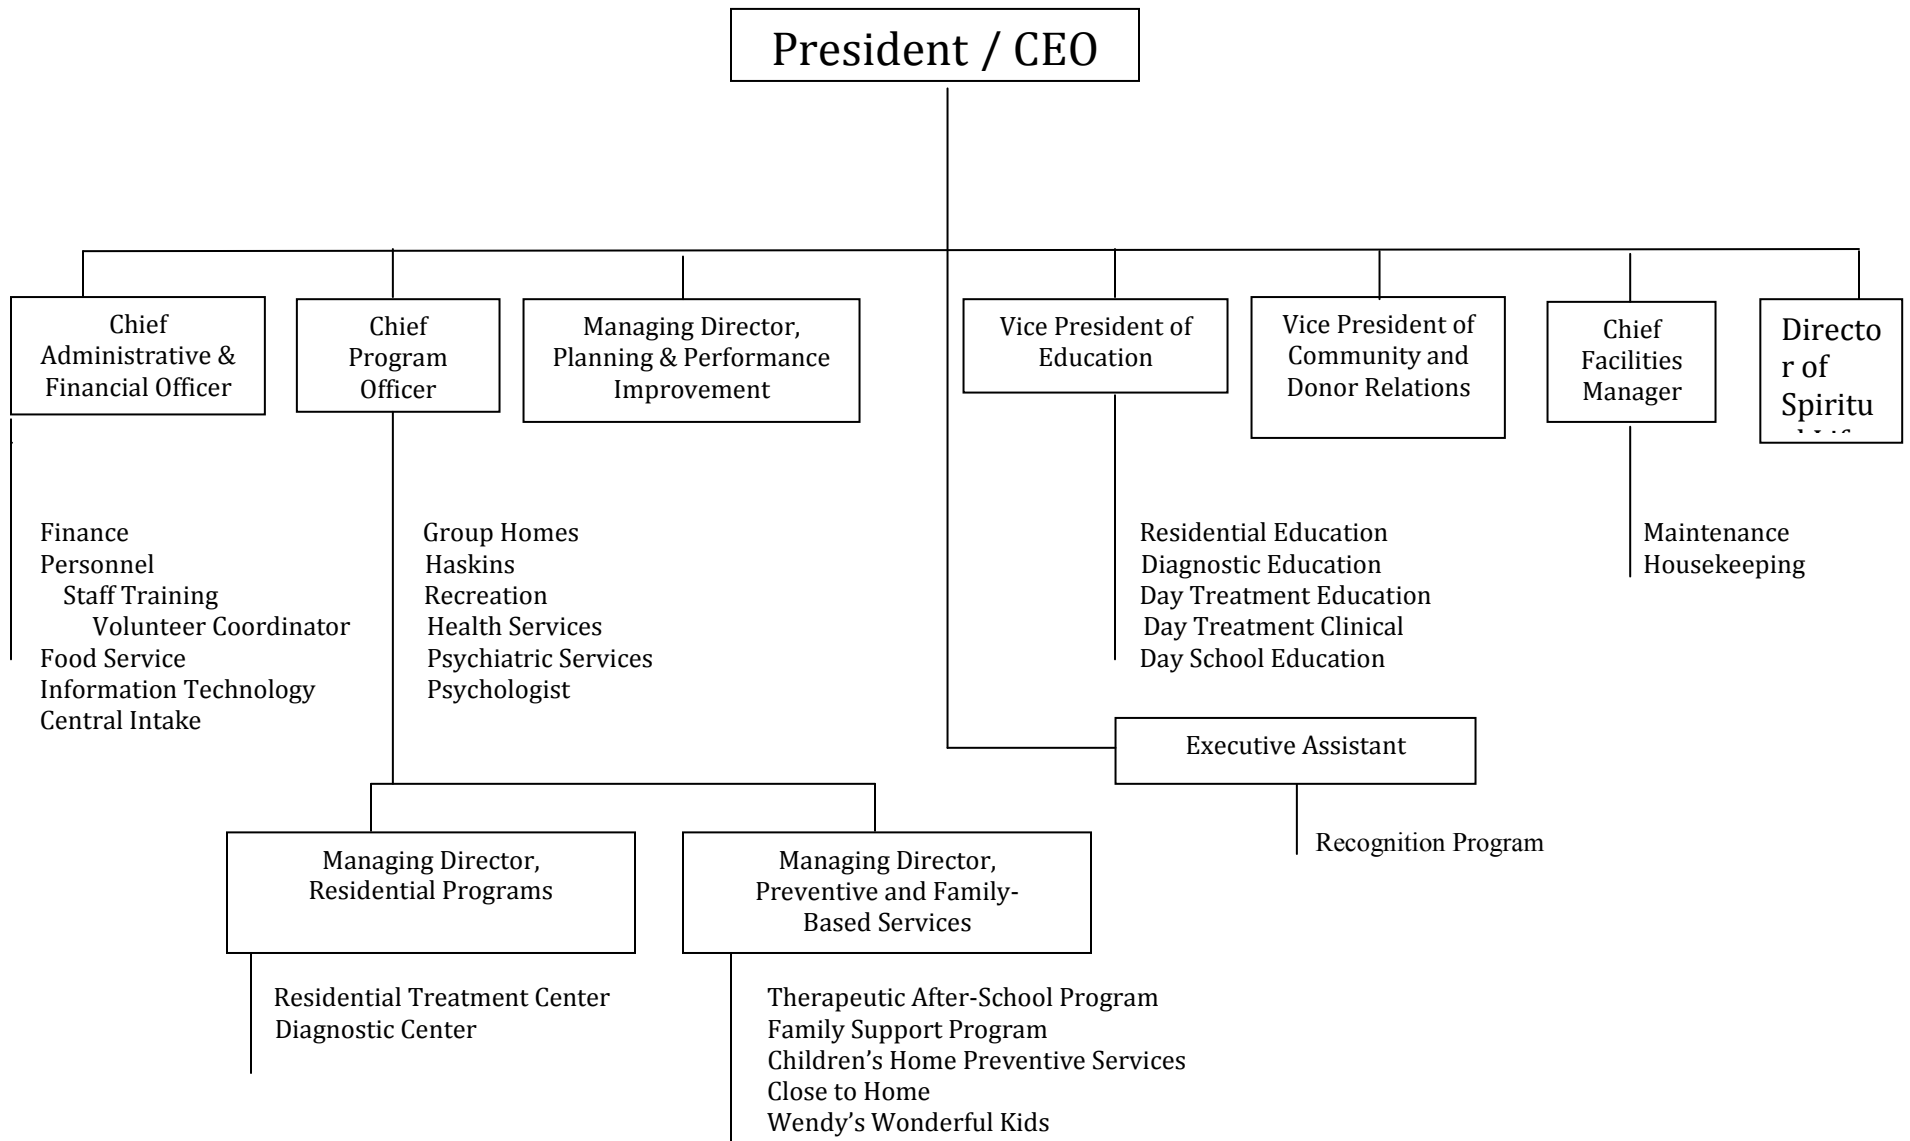 President / CEO
Chief
Administrative &
Financial Officer
Chief
Program
Officer
Managing Director,
Planning & Performance
Improvement
Vice President of
Education
Vice President of
Community and
Donor Relations
Chief
Facilities
Manager
Directo
r of
Spiritu
Finance
Personnel
Staff Training
Volunteer Coordinator
Food Service
Information Technology
Central Intake
Group Homes
Haskins
Recreation
Health Services
Psychiatric Services
Psychologist
Residential Education
Diagnostic Education
Day Treatment Education
Day Treatment Clinical
Day School Education
Maintenance
Housekeeping
Executive Assistant
Recognition Program
Managing Director,
Residential Programs
Managing Director,
Preventive and Family-
Based Services
Residential Treatment Center
Diagnostic Center
Therapeutic After-School Program
Family Support Program
Children’s Home Preventive Services
Close to Home
Wendy’s Wonderful Kids